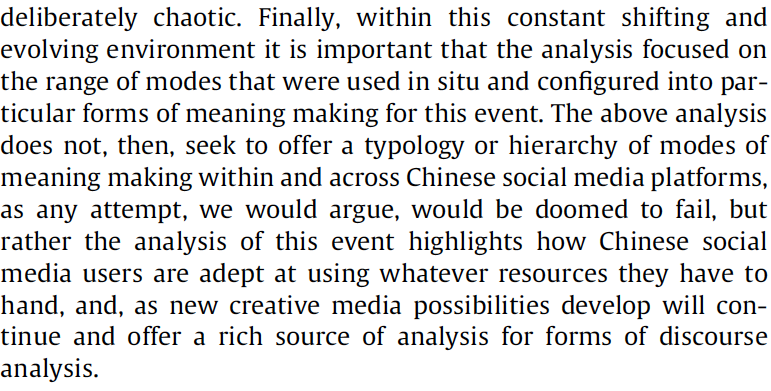 deliberately chaotic. Finally, within this constant shifting and
evolving environment it is important that the analysis focused on
the range of modes that were used in situ and configured into par-
ticular forms of meaning making for this event. The above analysis
does not, then, seek to offer a typology or hierarchy of modes of
meaning making within and across Chinese social media platforms,
as any attempt, we would argue, would be doomed to fail, but
rather the analysis of this event highlights how Chinese social
media users are adept at using whatever resources they have to
hand, and, as new creative media possibilities develop will con-
tinue and offer a rich source of analysis for forms of discourse
analysis.